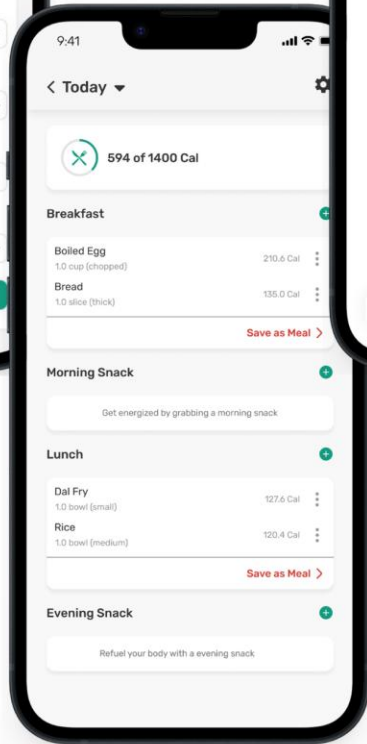 9:41
Today
594 of 1400 Cal
Breakfast
Boiled Egg
210.6 Cal
1.0 cup (chopped)
Bread
135.0 Cal
1.0 slice (thick)
Save as Meal
Morning Snack
Get energized by grabbing a morning snack
Lunch
Dal Fry
127.6 Cal
1.0 bowl (small)
Rice
120.4 Cal
1.0 bowl (medium)
Save as Meal
Evening Snack
Refuel your body with a evening snack